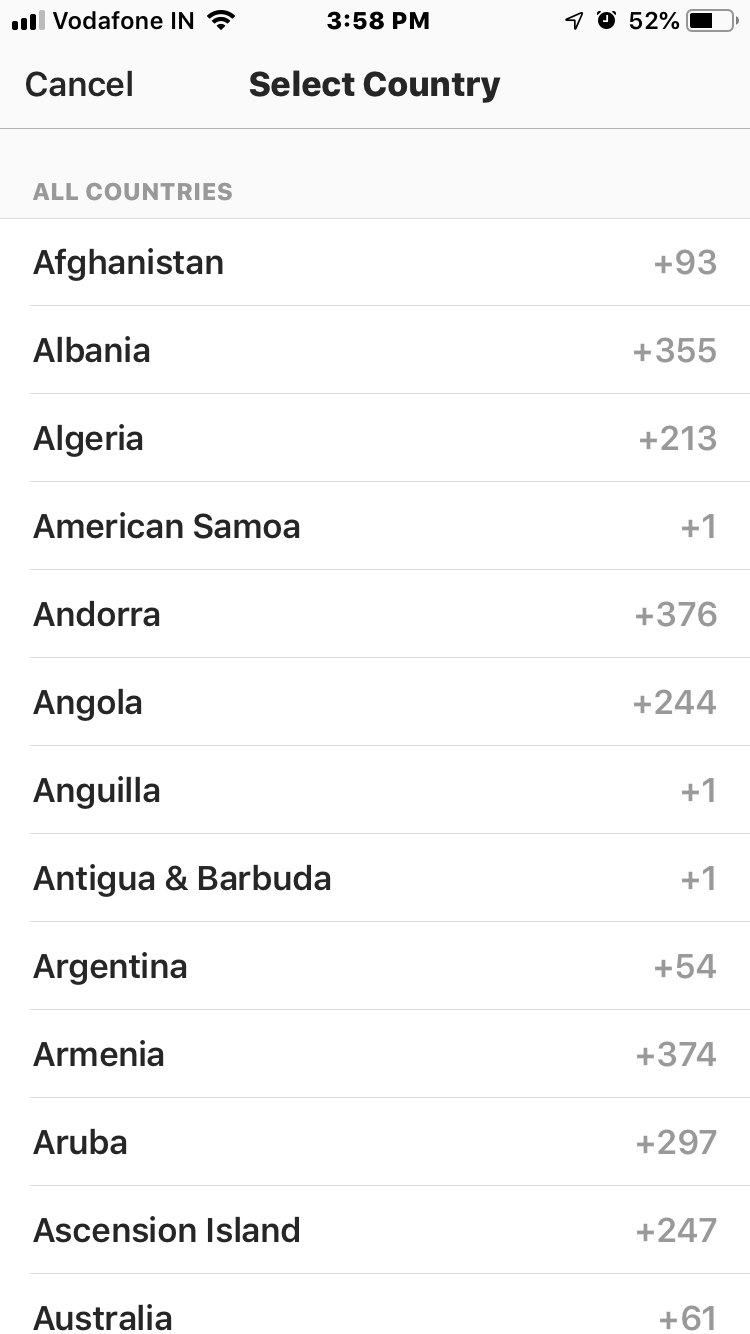 Vodafone IN 3:58 PM 52%
Cancel Select Country
ALL COUNTRIES
Afghanistan +93
Albania +355
Algeria +213
American Samoa +1
Andorra +376
Angola +244
Anguilla +1
Antigua & Barbuda +1
Argentina +54
Armenia +374
Aruba +297
Ascension Island +247
Australia +61